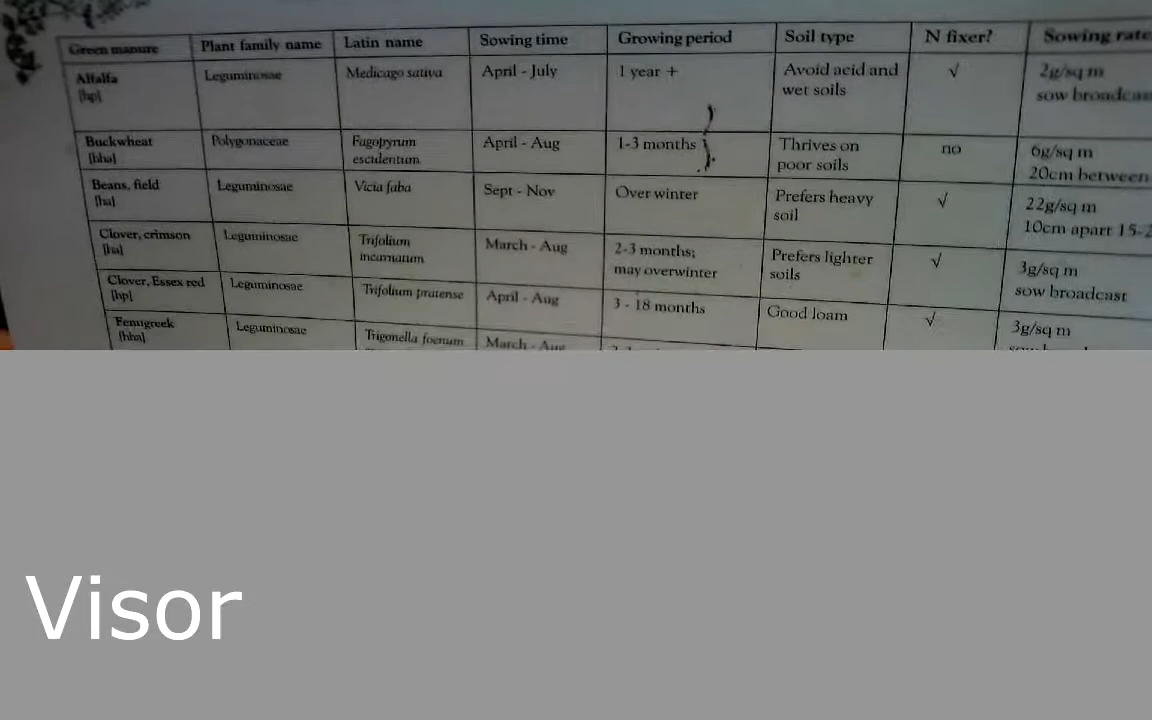 Green manure Plant family name Latin name Sowing time Growing period Soil type N fixer? Sowing rate
Alfalfa Leguminosae Medicago sativa April - July 1 year + Avoid acid and √ 2g/sq m
[hp] wet soils sow broadcast
Buckwheat Polygonaceae Fagopyrum April - Aug 1-3 months Thrives on no 6g/sq m
[hha] esculentum poor soils 20cm between
Beans, field Leguminosae Vicia faba Sept - Nov Over winter Prefers heavy √ 22g/sq m
[ha] soil 10cm apart 15-2
Clover, crimson Leguminosae Trifolium March - Aug 2-3 months; Prefers lighter √ 3g/sq m
[ha] incarnatum may overwinter soils sow broadcast
Clover, Essex red Leguminosae Trifolium pratense April - Aug 3 - 18 months Good loam √ 3g/sq m
[hp]
Fenugreek Leguminosae Trigonella foenum March - Aug
[hha]
Visor